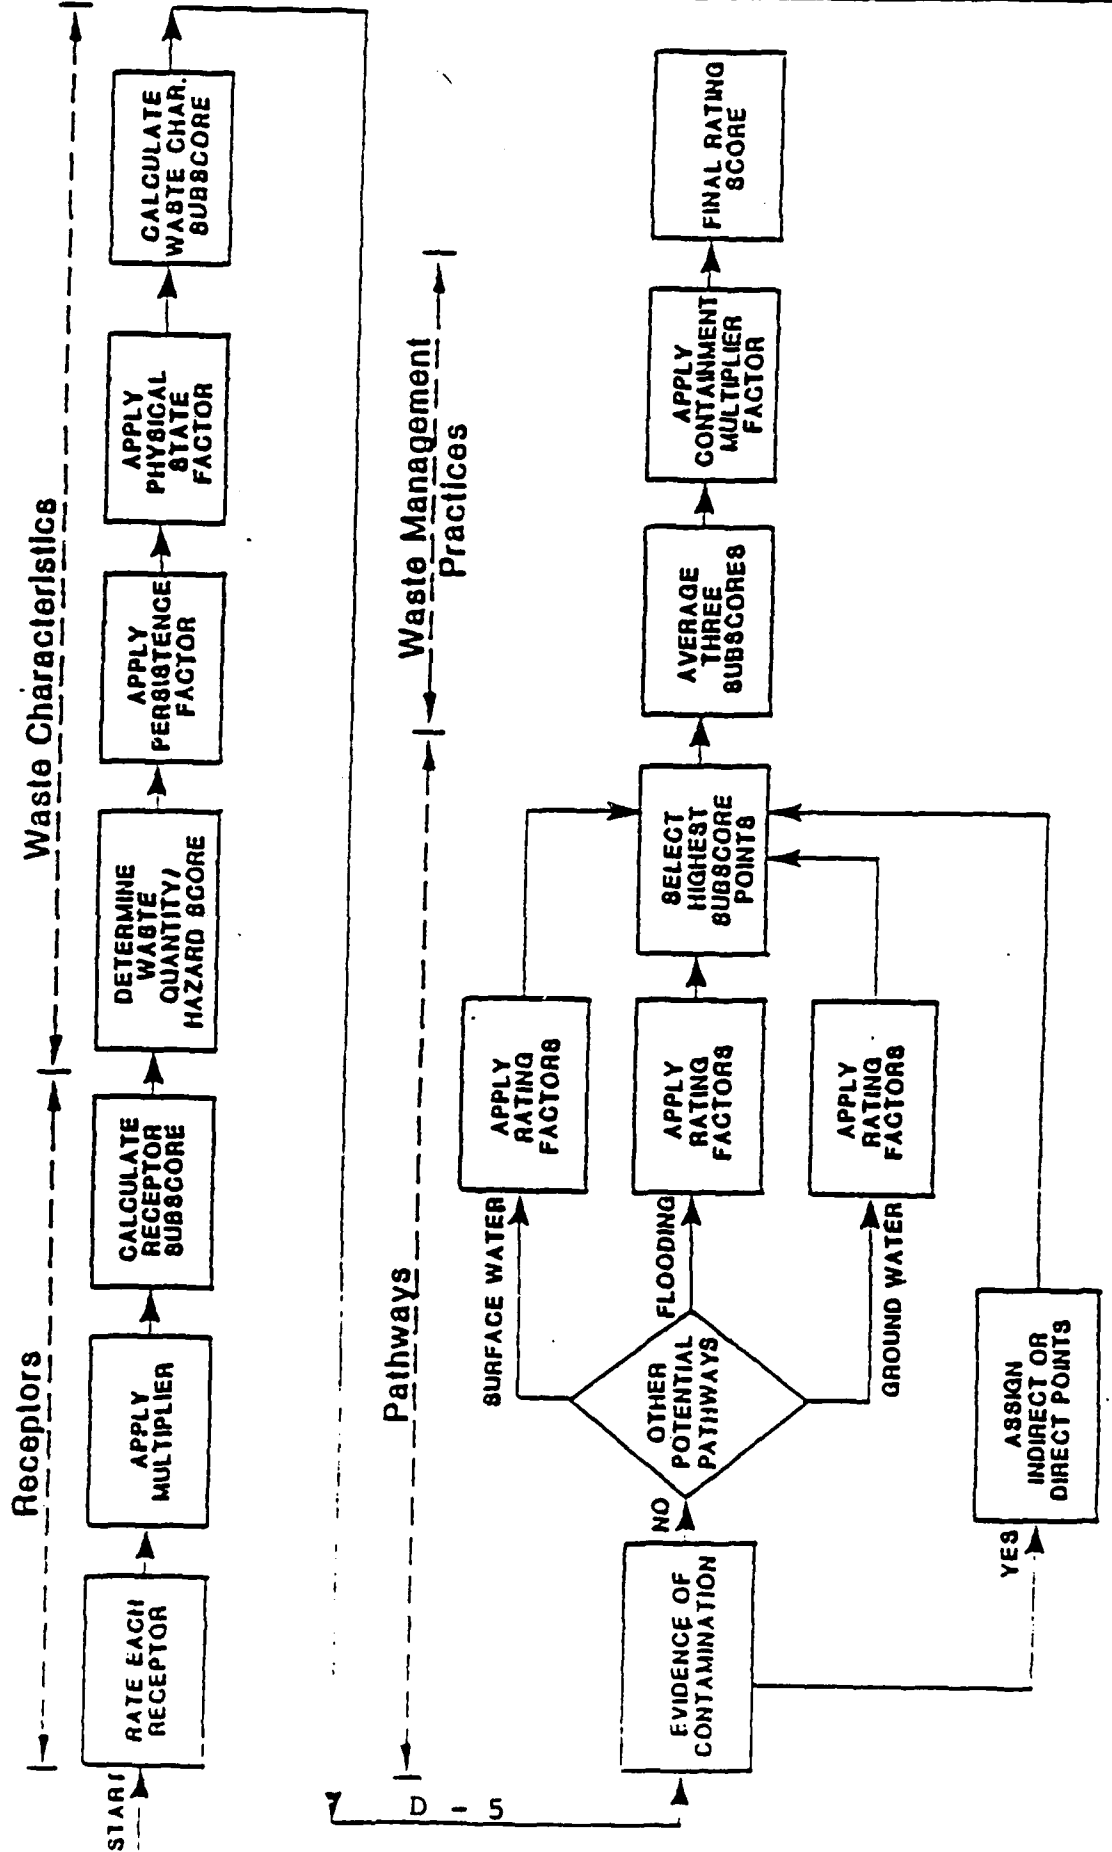 Receptors
Waste Characteristics
START
RATE EACH
RECEPTOR
APPLY
MULTIPLIER
CALCULATE
RECEPTOR
SUBSCORE
DETERMINE
WASTE
QUANTITY/
HAZARD SCORE
APPLY
PERSISTENCE
FACTOR
APPLY
PHYSICAL
STATE
FACTOR
CALCULATE
WASTE CHAR.
SUBSCORE
Pathways
Waste Management
Practices
EVIDENCE OF
CONTAMINATION
NO
YES
OTHER
POTENTIAL
PATHWAYS
SURFACE WATER
FLOODING
GROUND WATER
APPLY
RATING
FACTORS
APPLY
RATING
FACTORS
APPLY
RATING
FACTORS
ASSIGN
INDIRECT OR
DIRECT POINTS
SELECT
HIGHEST
SUBSCORE
POINTS
AVERAGE
THREE
SUBSCORES
APPLY
CONTAINMENT
MULTIPLIER
FACTOR
FINAL RATING
SCORE
D - 5